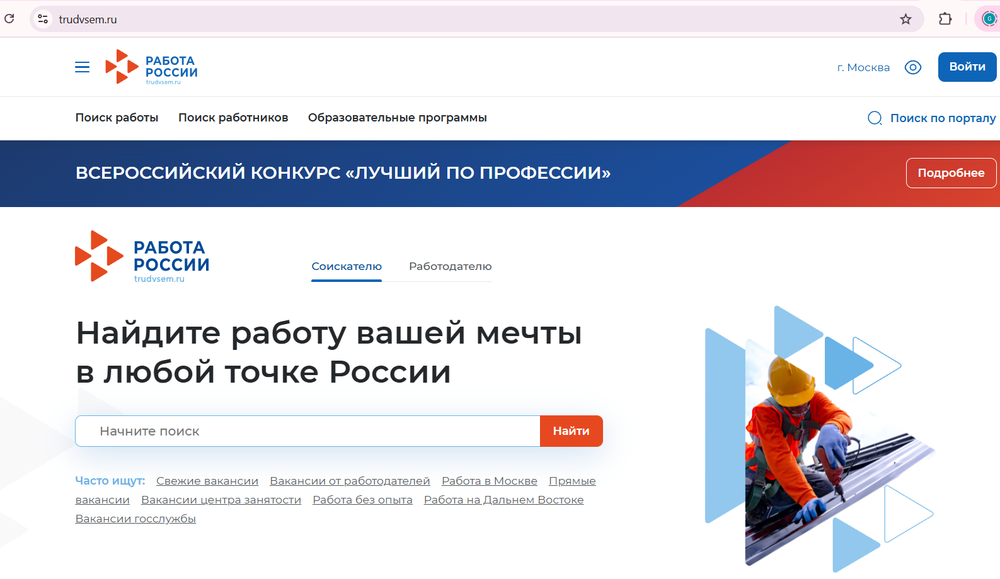 trudvsem.ru
РАБОТА
РОССИИ
trudvsem.ru
г. Москва
Войти
Поиск работы Поиск работников Образовательные программы
Поиск по порталу
ВСЕРОССИЙСКИЙ КОНКУРС «ЛУЧШИЙ ПО ПРОФЕССИИ»
Подробнее
РАБОТА
РОССИИ
trudvsem.ru
Соискателю Работодателю
Найдите работу вашей мечты
в любой точке России
Начните поиск
Найти
Часто ищут: Свежие вакансии Вакансии от работодателей Работа в Москве Прямые
вакансии Вакансии центра занятости Работа без опыта Работа на Дальнем Востоке
Вакансии госслужбы